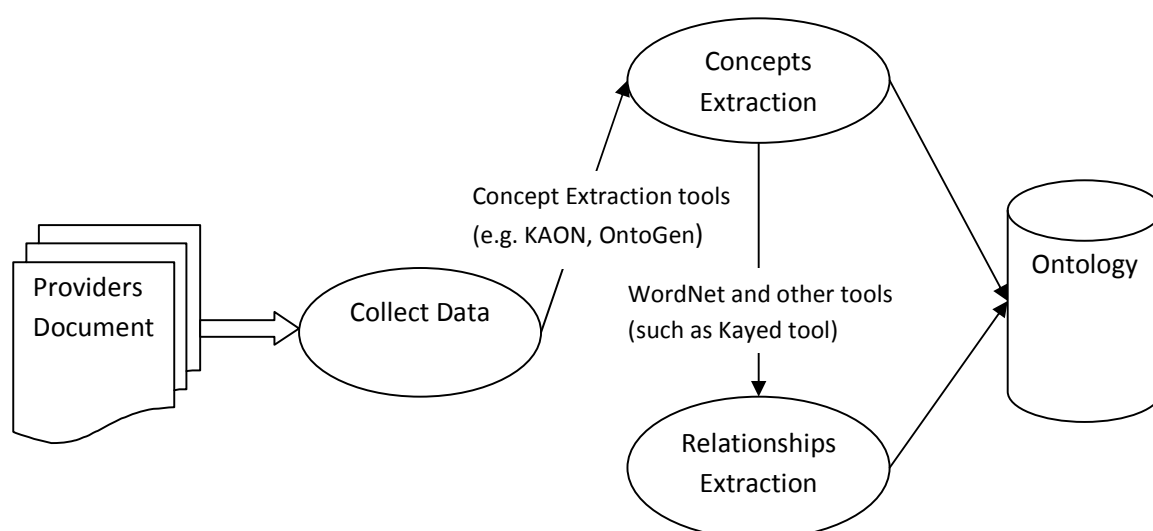 Concepts
Extraction
Concept Extraction tools
(e.g. KAON, OntoGen)
Providers
Document
Collect Data
Ontology
WordNet and other tools
(such as Kayed tool)
Relationships
Extraction